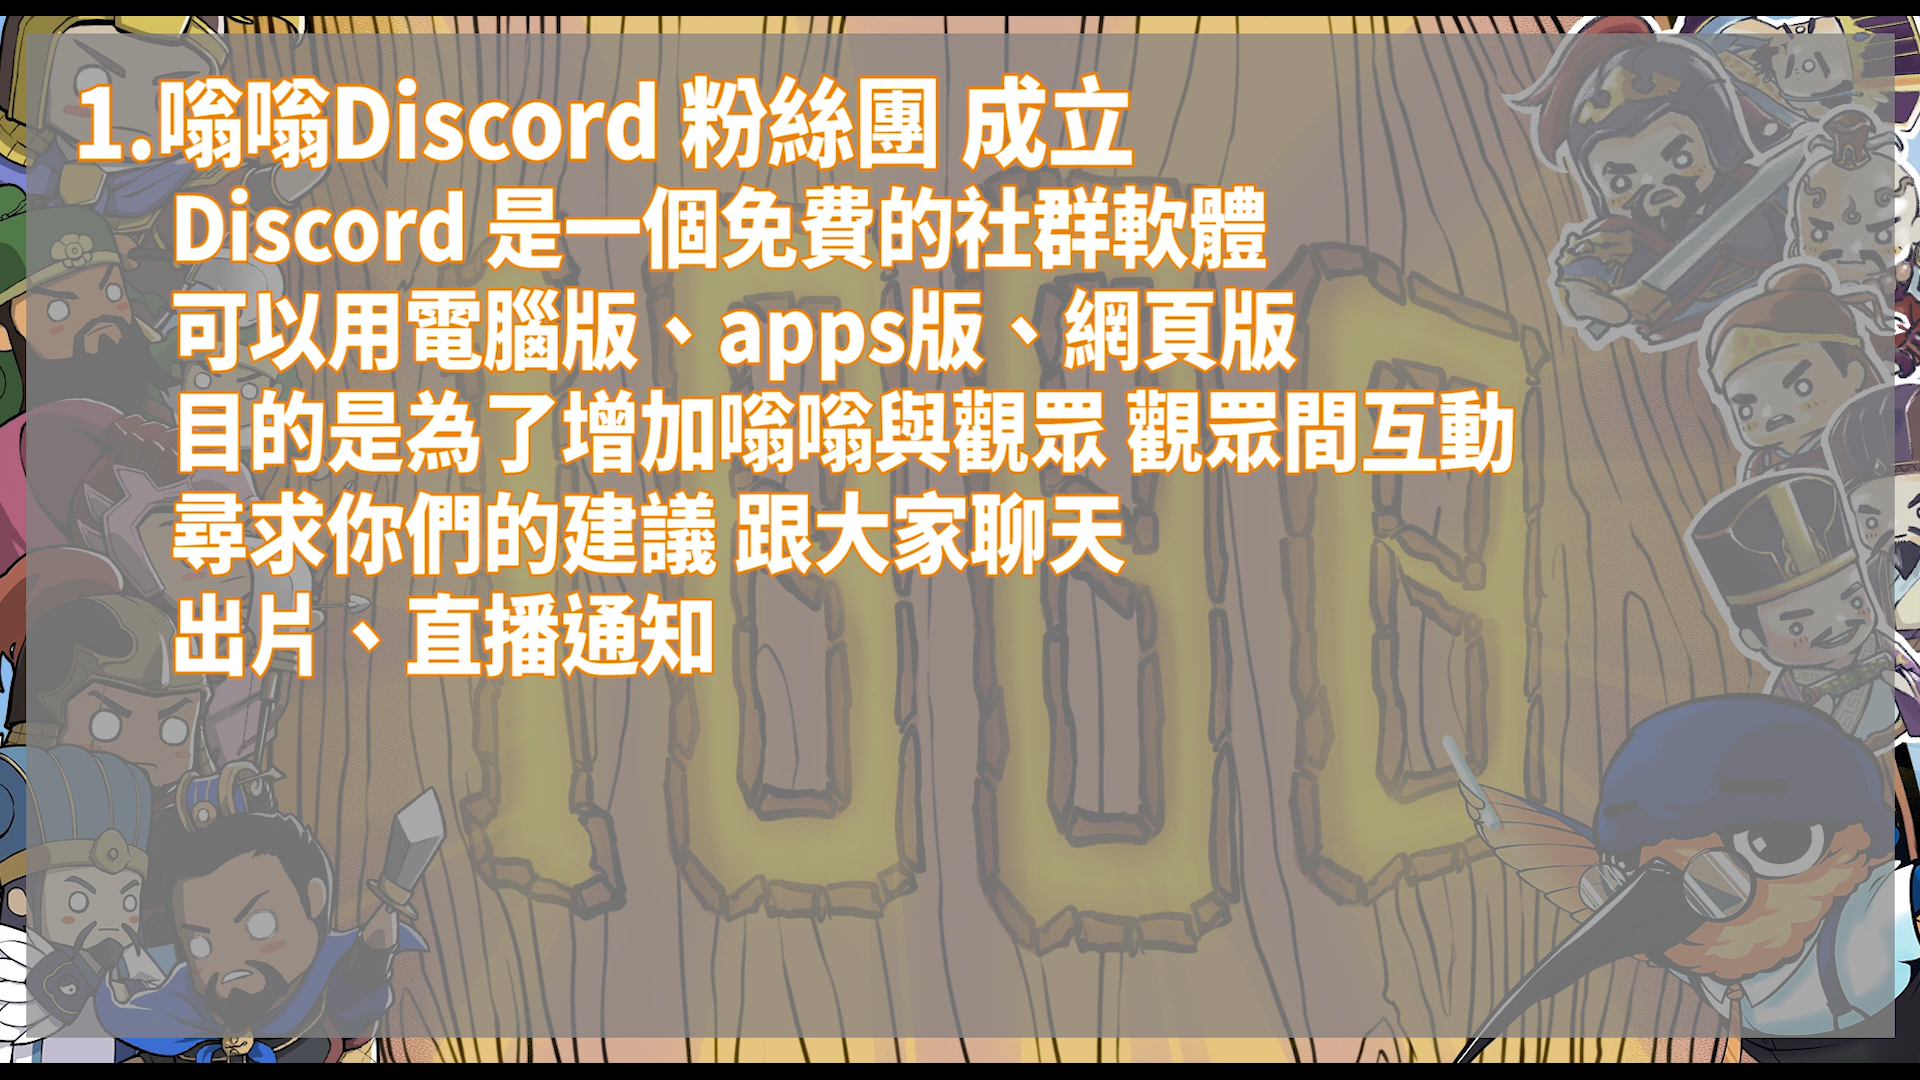 1.嗡嗡Discord 粉絲團 成立
Discord 是一個免費的社群軟體
可以用電腦版、apps版、網頁版
目的是為了增加嗡嗡與觀眾 觀眾間互動
尋求你們的建議 跟大家聊天
出片、直播通知